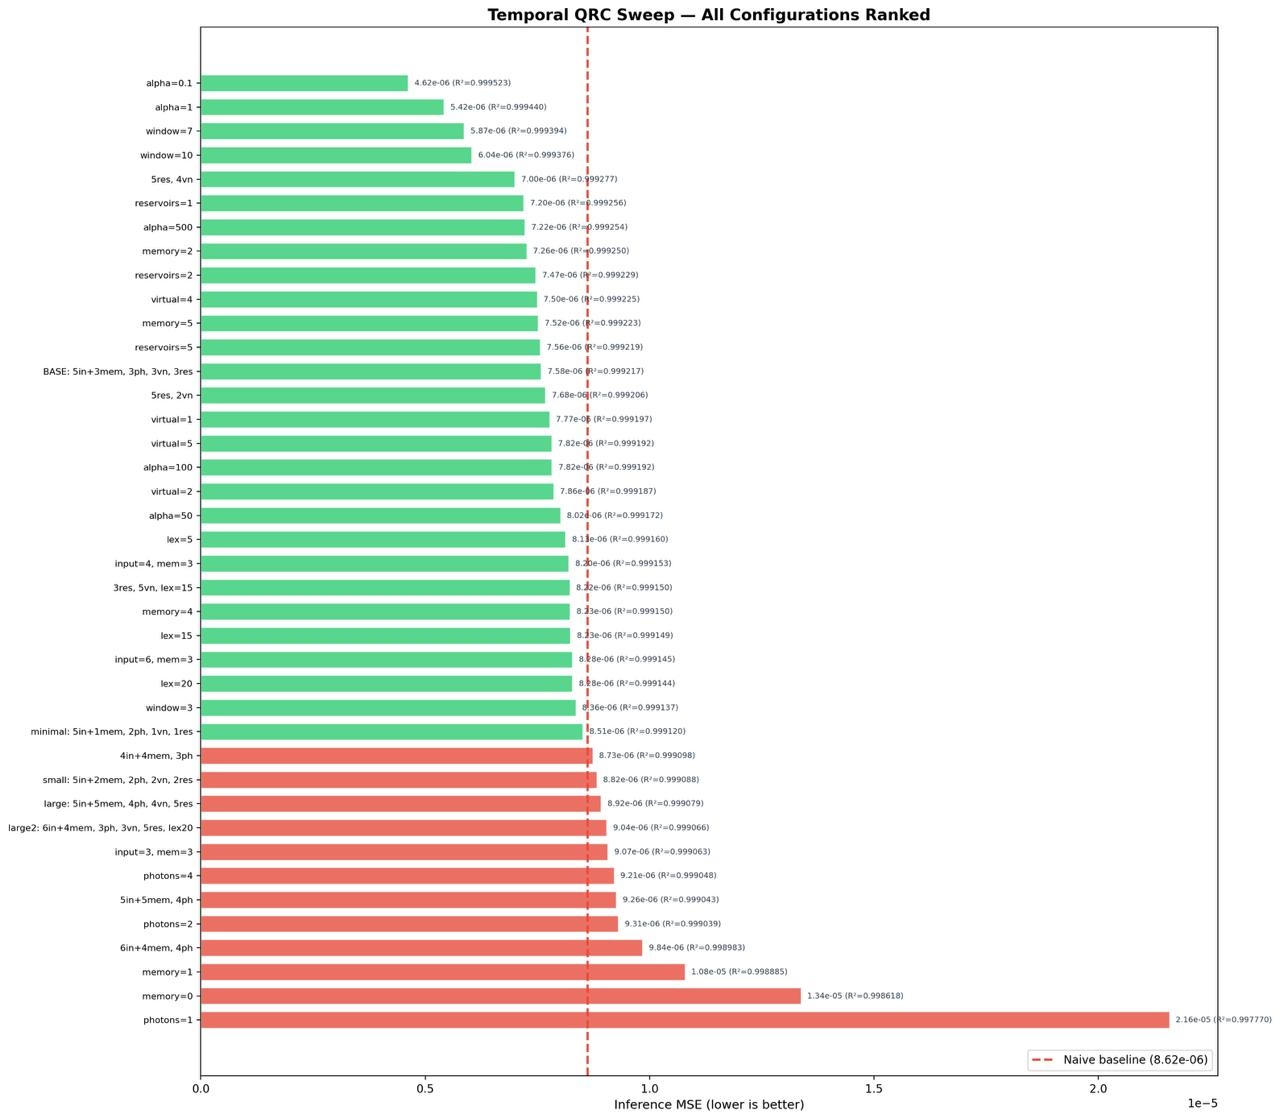 Temporal QRC Sweep — All Configurations Ranked
alpha=0.1 4.62e-06 (R²=0.999523)
alpha=1 5.42e-06 (R²=0.999440)
window=7 5.87e-06 (R²=0.999394)
window=10 6.04e-06 (R²=0.999376)
5res, 4vn 7.00e-06 (R²=0.999277)
reservoirs=1 7.20e-06 (R²=0.999256)
alpha=500 7.22e-06 (R²=0.999254)
memory=2 7.26e-06 (R²=0.999250)
reservoirs=2 7.47e-06 (R²=0.999229)
virtual=4 7.50e-06 (R²=0.999225)
memory=5 7.52e-06 (R²=0.999223)
reservoirs=5 7.56e-06 (R²=0.999219)
BASE: 5in+3mem, 3ph, 3vn, 3res 7.58e-06 (R²=0.999217)
5res, 2vn 7.68e-06 (R²=0.999206)
virtual=1 7.77e-06 (R²=0.999197)
virtual=5 7.82e-06 (R²=0.999192)
alpha=100 7.82e-06 (R²=0.999192)
virtual=2 7.86e-06 (R²=0.999187)
alpha=50 8.02e-06 (R²=0.999172)
lex=5 8.13e-06 (R²=0.999160)
input=4, mem=3 8.20e-06 (R²=0.999153)
3res, 5vn, lex=15 8.22e-06 (R²=0.999150)
memory=4 8.23e-06 (R²=0.999150)
lex=15 8.23e-06 (R²=0.999149)
input=6, mem=3 8.28e-06 (R²=0.999145)
lex=20 8.28e-06 (R²=0.999144)
window=3 8.36e-06 (R²=0.999137)
minimal: 5in+1mem, 2ph, 1vn, 1res 8.51e-06 (R²=0.999120)
4in+4mem, 3ph 8.73e-06 (R²=0.999098)
small: 5in+2mem, 2ph, 2vn, 2res 8.82e-06 (R²=0.999088)
large: 5in+5mem, 4ph, 4vn, 5res 8.92e-06 (R²=0.999079)
large2: 6in+4mem, 3ph, 3vn, 5res, lex20 9.04e-06 (R²=0.999066)
input=3, mem=3 9.07e-06 (R²=0.999063)
photons=4 9.21e-06 (R²=0.999048)
5in+5mem, 4ph 9.26e-06 (R²=0.999043)
photons=2 9.31e-06 (R²=0.999039)
6in+4mem, 4ph 9.84e-06 (R²=0.998983)
memory=1 1.08e-05 (R²=0.998885)
memory=0 1.34e-05 (R²=0.998618)
photons=1 2.16e-05 (R²=0.997770)
Naive baseline (8.62e-06)
0.0 0.5 1.0 1.5 2.0
1e−5
Inference MSE (lower is better)